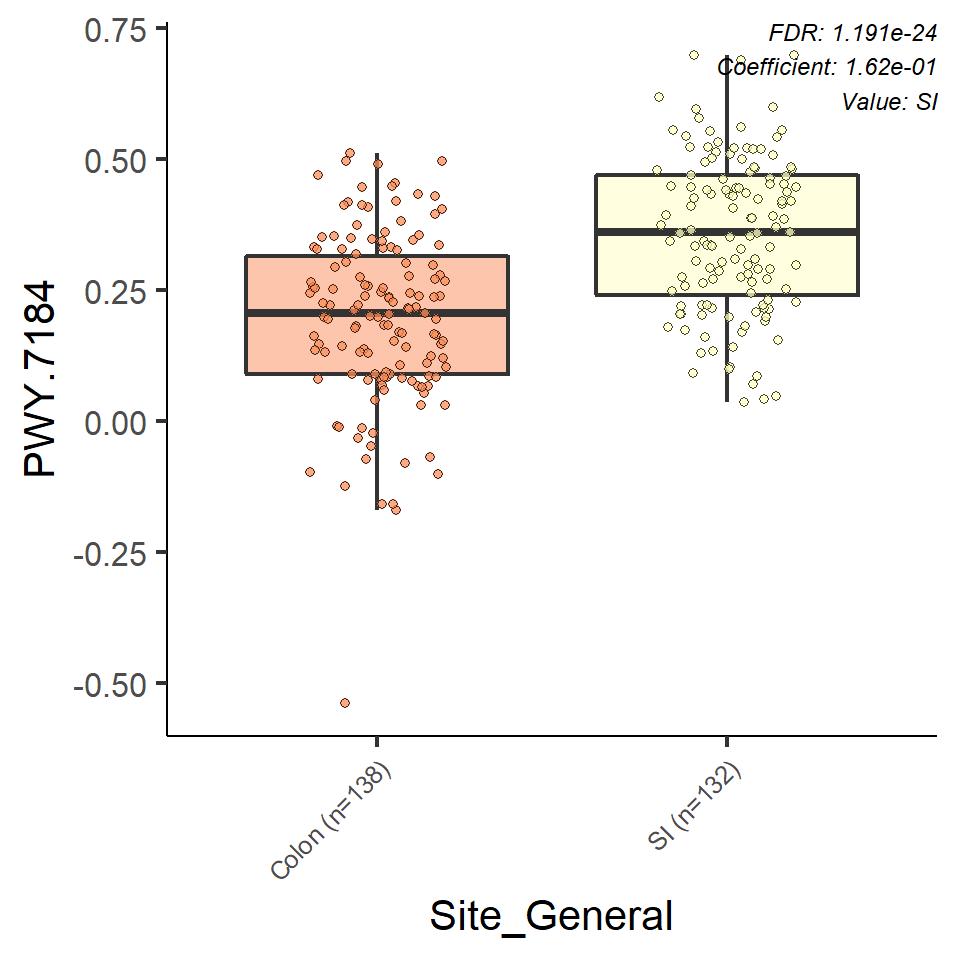 FDR: 1.191e-24
Coefficient: 1.62e-01
Value: SI
0.75
0.50
0.25
0.00
-0.25
-0.50
PWY.7184
Colon (n=138)
SI (n=132)
Site_General